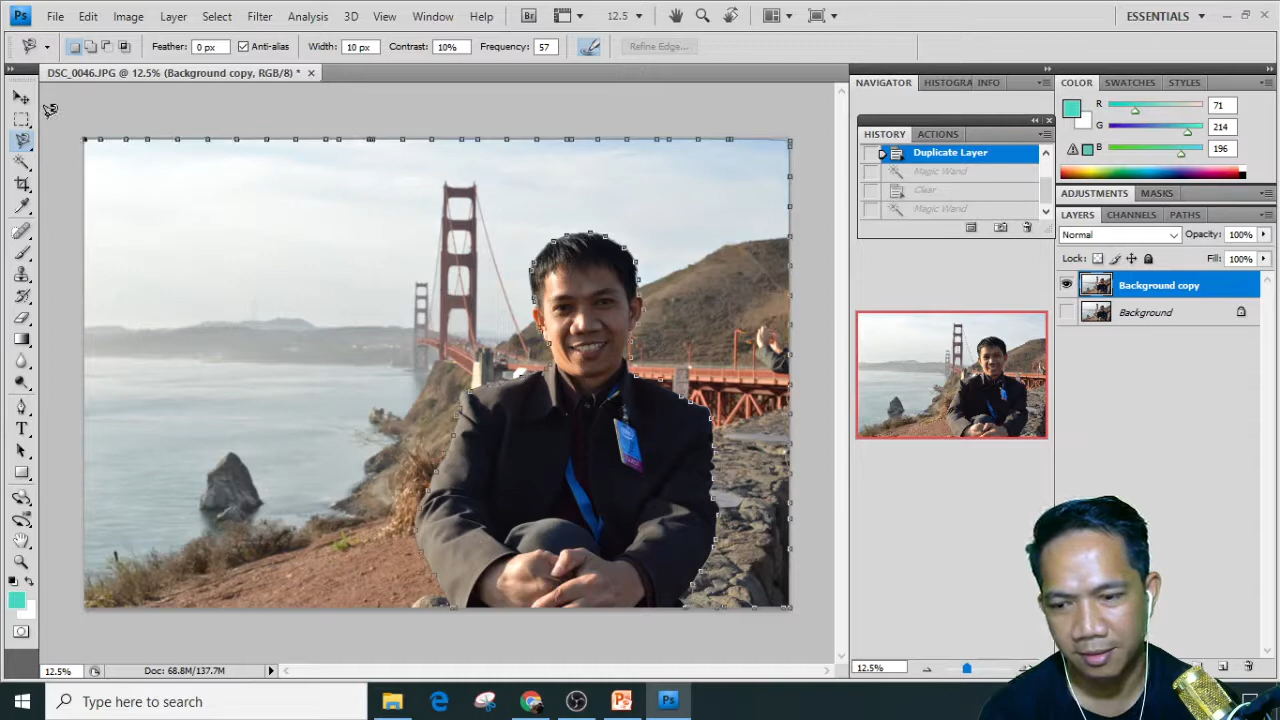 Ps File Edit Image Layer Select Filter Analysis 3D View Window Help Br 12.5 ESSENTIALS
Feather: 0 px Anti-alias Width: 10 px Contrast: 10% Frequency: 57 Refine Edge...
DSC_0046.JPG @ 12.5% (Background copy, RGB/8) *
NAVIGATOR HISTOGRA INFO
COLOR SWATCHES STYLES
R 71
G 214
B 196
HISTORY ACTIONS
Duplicate Layer
Magic Wand
Clear
Magic Wand
ADJUSTMENTS MASKS
LAYERS CHANNELS PATHS
Normal Opacity: 100%
Lock: Fill: 100%
Background copy
Background
12.5% Doc: 68.8M/137.7M
12.5%
Type here to search
Ps